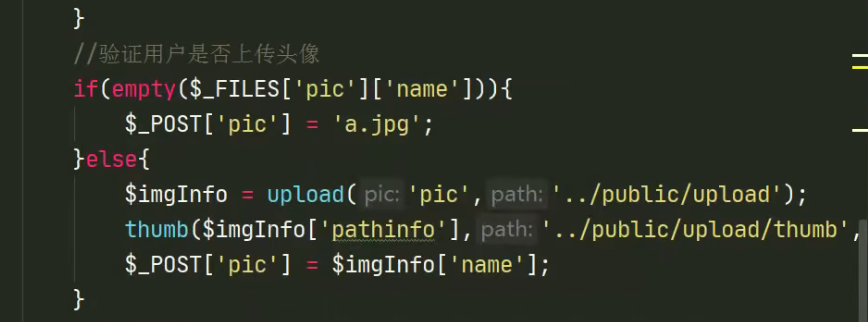 }
//验证用户是否上传头像
if(empty($_FILES['pic']['name'])){
$_POST['pic'] = 'a.jpg';
}else{
$imgInfo = upload( pic: 'pic', path: '../public/upload');
thumb($imgInfo['pathinfo'], path: '../public/upload/thumb',
$_POST['pic'] = $imgInfo['name'];
}